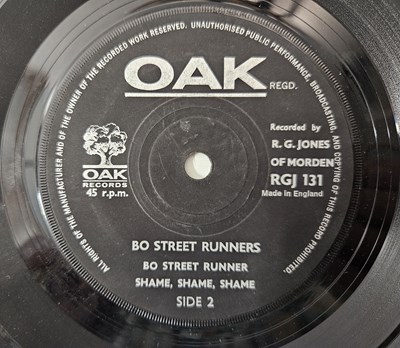 ALL RIGHTS OF THE MANUFACTURER AND OF THE OWNER OF THE RECORDED WORK RESERVED. UNAUTHORISED PUBLIC PERFORMANCE, BROADCASTING, AND COPYING OF THIS RECORD PROHIBITED.
OAK
REGD.
OAK
RECORDS
45 r.p.m.
Recorded by
R. G. JONES
OF MORDEN
RGJ 131
Made in England
BO STREET RUNNERS
BO STREET RUNNER
SHAME, SHAME, SHAME
SIDE 2